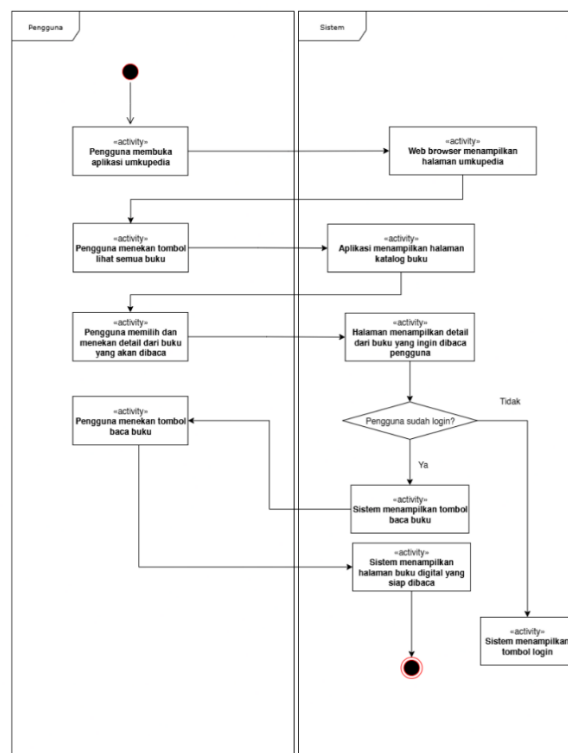 Pengguna
Sistem
«activity»
Pengguna membuka
aplikasi umkupedia
«activity»
Web browser menampilkan
halaman umkupedia
«activity»
Pengguna menekan tombol
lihat semua buku
«activity»
Aplikasi menampilkan halaman
katalog buku
«activity»
Pengguna memilih dan
menekan detail dari buku
yang akan dibaca
«activity»
Halaman menampilkan detail
dari buku yang ingin dibaca
pengguna
Pengguna sudah login?
Tidak
Ya
«activity»
Pengguna menekan tombol
baca buku
«activity»
Sistem menampilkan tombol
baca buku
«activity»
Sistem menampilkan
halaman buku digital yang
siap dibaca
«activity»
Sistem menampilkan
tombol login